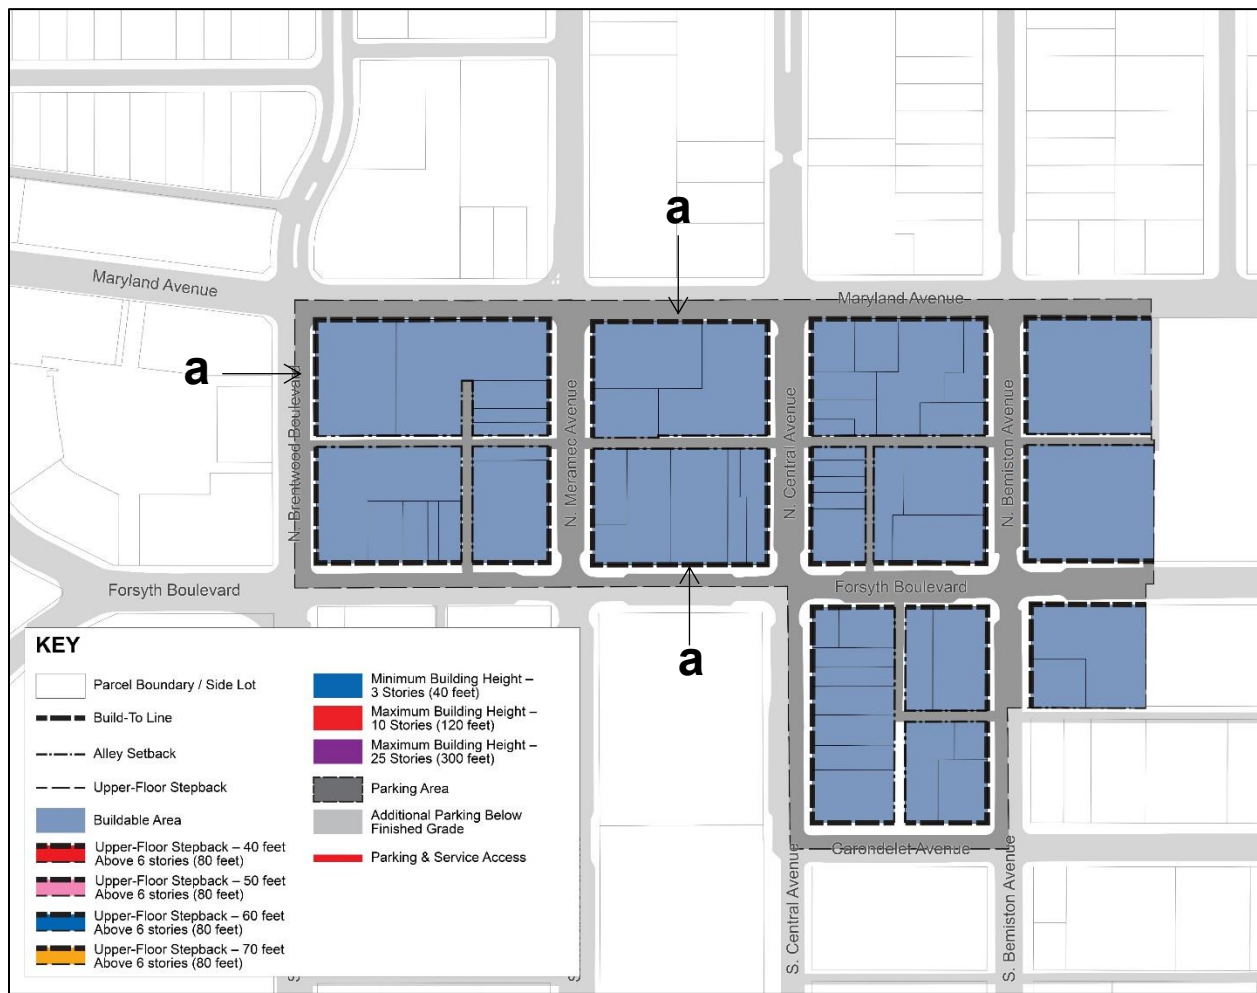 a
Maryland Avenue
Maryland Avenue
a
N. Brentwood Boulevard
N. Meramec Avenue
N. Central Avenue
N. Bemiston Avenue
Forsyth Boulevard
Forsyth Boulevard
a
KEY
Parcel Boundary / Side Lot
Build-To Line
Alley Setback
Upper-Floor Stepback
Buildable Area
Upper-Floor Stepback – 40 feet
Above 6 stories (80 feet)
Upper-Floor Stepback – 50 feet
Above 6 stories (80 feet)
Upper-Floor Stepback – 60 feet
Above 6 stories (80 feet)
Upper-Floor Stepback – 70 feet
Above 6 stories (80 feet)
Minimum Building Height –
3 Stories (40 feet)
Maximum Building Height –
10 Stories (120 feet)
Maximum Building Height –
25 Stories (300 feet)
Parking Area
Additional Parking Below
Finished Grade
Parking & Service Access
Carondelet Avenue
S. Central Avenue
S. Bemiston Avenue